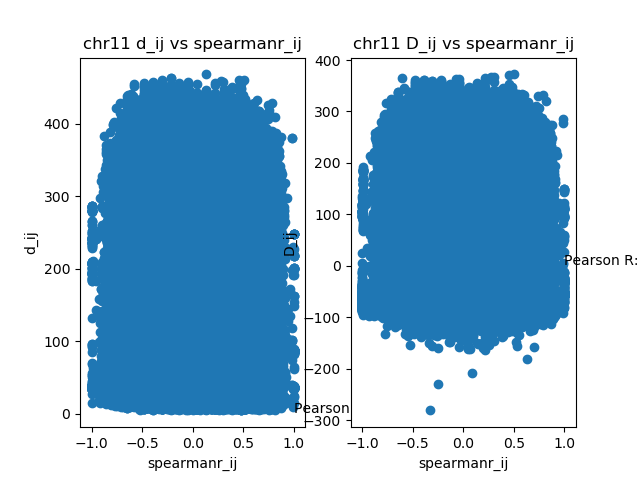 chr11 d_ij vs spearmanr_ij
400
300
200
100
0
d_ij
−1.0 −0.5 0.0 0.5 1.0
spearmanr_ij
Pearson
chr11 D_ij vs spearmanr_ij
400
300
200
100
0
−100
−200
−300
D_ij
−1.0 −0.5 0.0 0.5 1.0
spearmanr_ij
Pearson R: